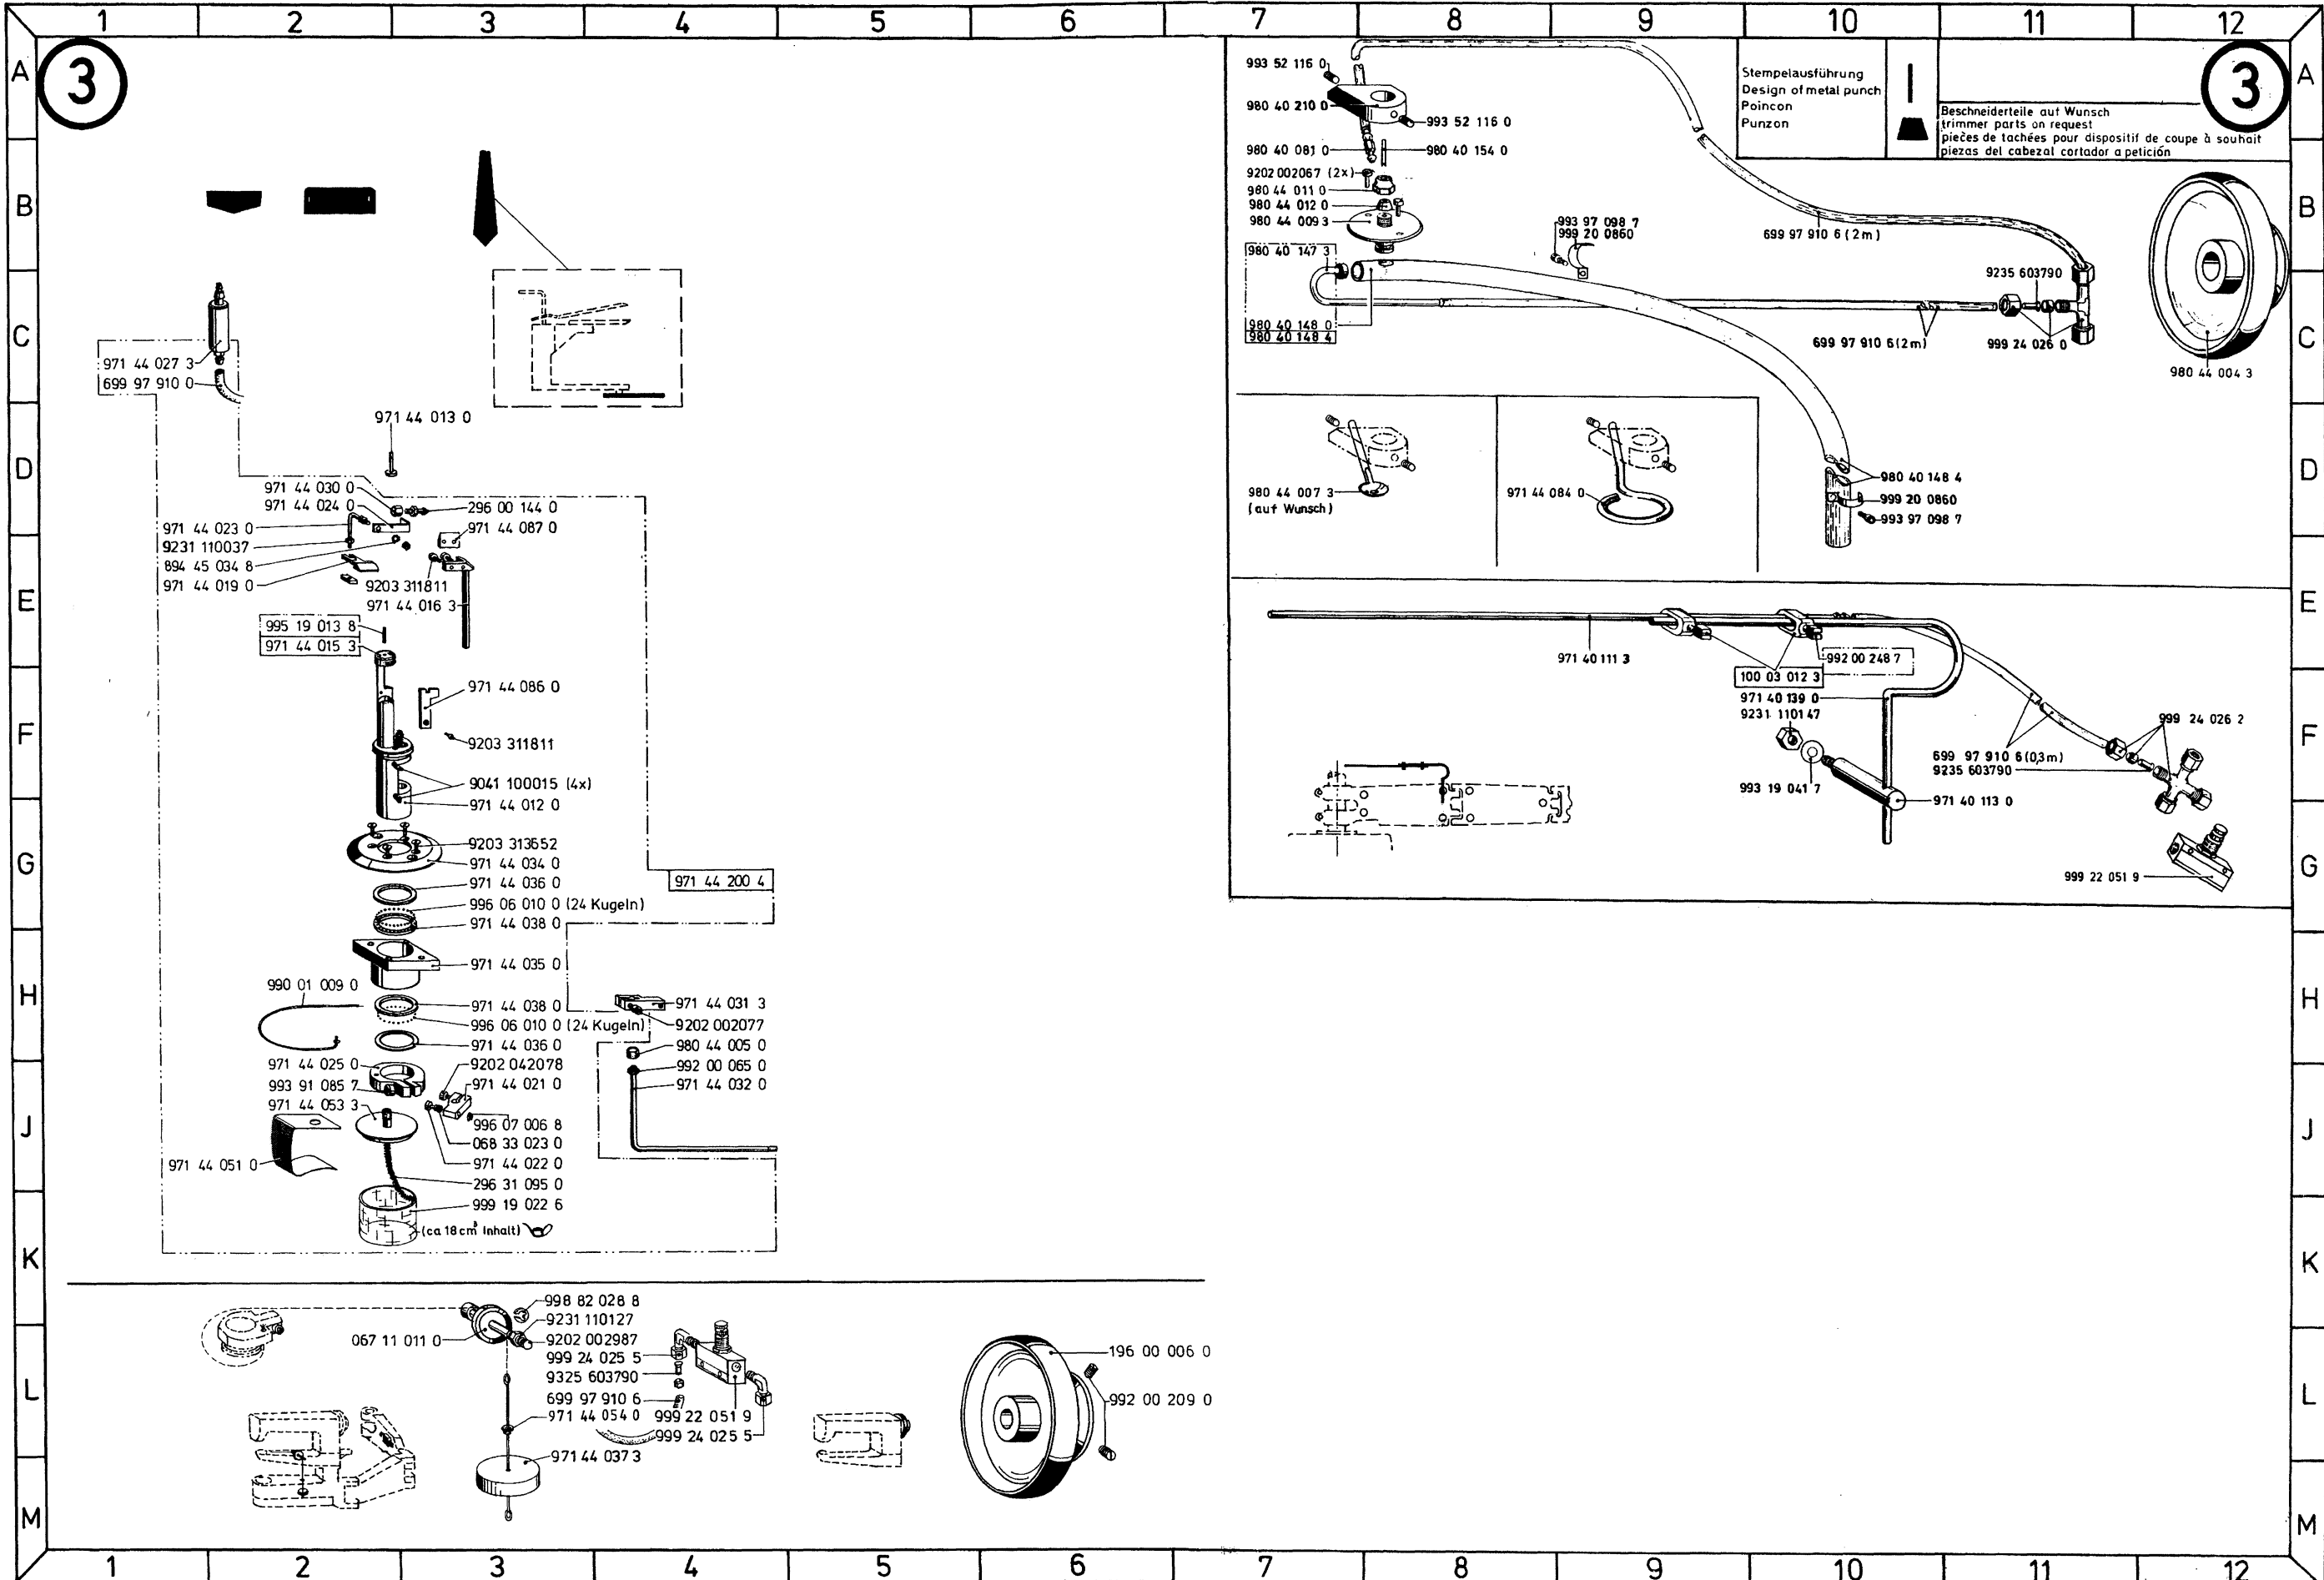 1 2 3 4 5 6 7 8 9 10 11 12
A
B
C
D
E
F
G
H
J
K
L
M
3
971 44 027 3
699 97 910 0
971 44 013 0
971 44 030 0
971 44 024 0
296 00 144 0
971 44 023 0
971 44 087 0
9231 110037
894 45 034 8
971 44 019 0
9203 311811
971 44 016 3
995 19 013 8
971 44 015 3
971 44 086 0
9203 311811
9041 100015 (4x)
971 44 012 0
9203 313652
971 44 034 0
971 44 036 0
971 44 200 4
996 06 010 0 (24 Kugeln)
971 44 038 0
971 44 035 0
990 01 009 0
971 44 038 0
971 44 031 3
996 06 010 0 (24 Kugeln)
9202 002077
971 44 036 0
980 44 005 0
971 44 025 0
9202 042078
992 00 065 0
993 91 085 7
971 44 021 0
971 44 032 0
971 44 053 3
996 07 006 8
068 33 023 0
971 44 051 0
971 44 022 0
296 31 095 0
999 19 022 6
(ca 18 cm³ Inhalt)
998 82 028 8
9231 110127
067 11 011 0
9202 002987
999 24 025 5
9325 603790
699 97 910 6
971 44 054 0
999 22 051 9
999 24 025 5
971 44 037 3
196 00 006 0
992 00 209 0
993 52 116 0
980 40 210 0
993 52 116 0
980 40 081 0
980 40 154 0
9202 002067 (2x)
980 44 011 0
980 44 012 0
980 44 009 3
993 97 098 7
999 20 0860
699 97 910 6 (2m)
980 40 147 3
9235 603790
980 40 148 0
980 40 148 4
699 97 910 6 (2m)
999 24 026 0
980 44 004 3
Stempelausführung
Design of metal punch
Poincon
Punzon
Beschneiderteile auf Wunsch
trimmer parts on request
pieces de tachées pour dispositif de coupe à souhait
piezas del cabezal cortador a petición
3
980 44 007 3
(auf Wunsch)
971 44 084 0
980 40 148 4
999 20 0860
993 97 098 7
971 40 111 3
992 00 248 7
100 03 012 3
971 40 139 0
9231 110147
999 24 026 2
699 97 910 6 (0,3m)
9235 603790
993 19 041 7
971 40 113 0
999 22 051 9
A
B
C
D
E
F
G
H
J
K
L
M
1 2 3 4 5 6 7 8 9 10 11 12